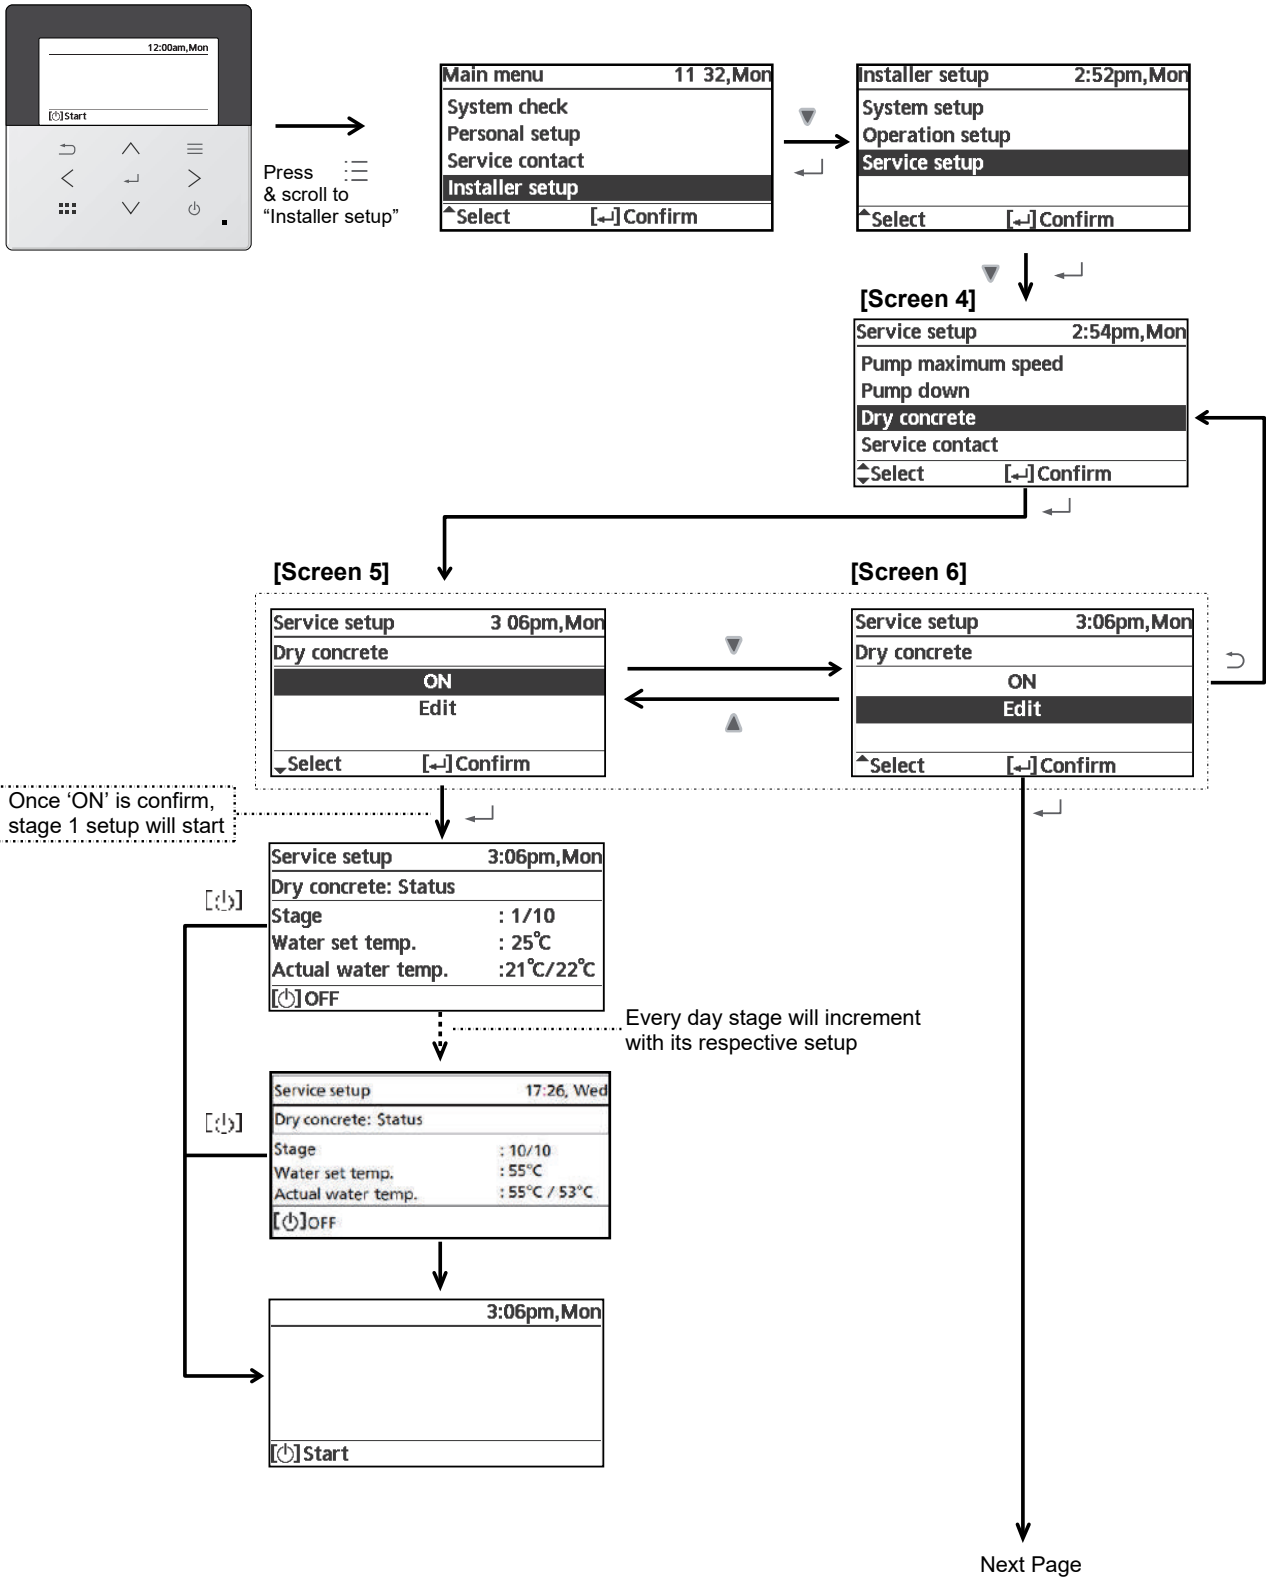 12:00am,Mon
[⏻]Start
Press
& scroll to
“Installer setup”
Main menu 11 32,Mon
System check
Personal setup
Service contact
Installer setup
Select [↵]Confirm
Installer setup 2:52pm,Mon
System setup
Operation setup
Service setup
Select [↵]Confirm
[Screen 4]
Service setup 2:54pm,Mon
Pump maximum speed
Pump down
Dry concrete
Service contact
Select [↵]Confirm
[Screen 5]
Service setup 3 06pm,Mon
Dry concrete
ON
Edit
Select [↵]Confirm
[Screen 6]
Service setup 3:06pm,Mon
Dry concrete
ON
Edit
Select [↵]Confirm
Once ‘ON’ is confirm,
stage 1 setup will start
Service setup 3:06pm,Mon
Dry concrete: Status
Stage : 1/10
Water set temp. : 25°C
Actual water temp. :21°C/22°C
[⏻]OFF
[⏻]
Every day stage will increment
with its respective setup
Service setup 17:26, Wed
Dry concrete: Status
Stage : 10/10
Water set temp. : 55°C
Actual water temp. : 55°C / 53°C
[⏻]OFF
[⏻]
3:06pm,Mon
[⏻]Start
Next Page